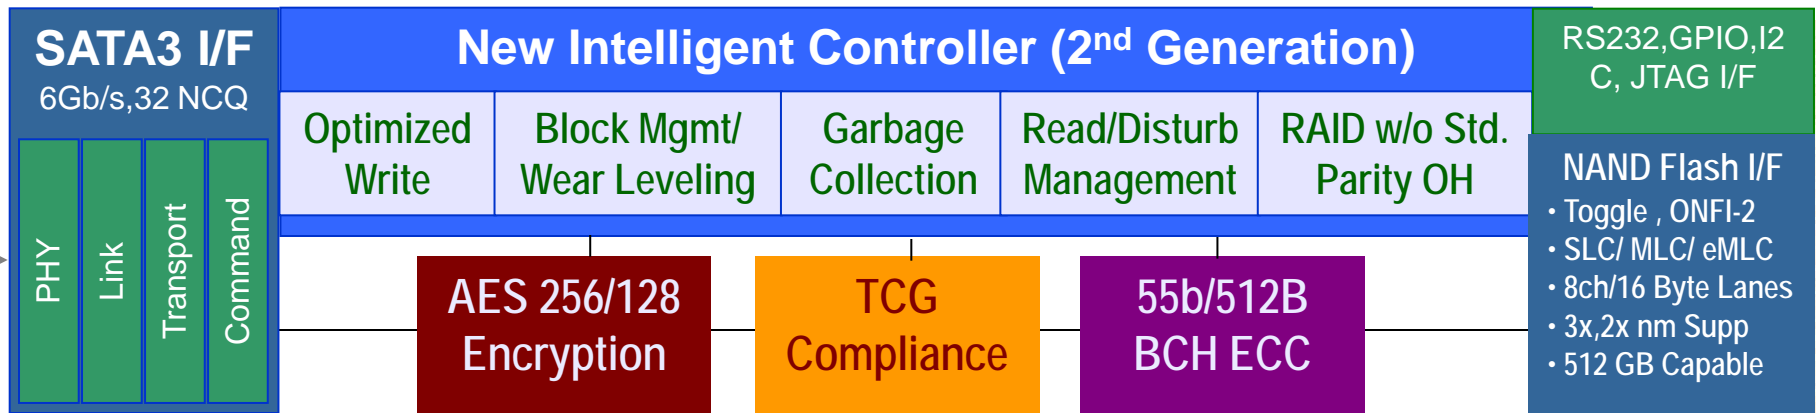 SATA3 I/F
6Gb/s,32 NCQ
PHY
Link
Transport
Command
New Intelligent Controller (2nd Generation)
Optimized
Write
Block Mgmt/
Wear Leveling
Garbage
Collection
Read/Disturb
Management
RAID w/o Std.
Parity OH
AES 256/128
Encryption
TCG
Compliance
55b/512B
BCH ECC
RS232,GPIO,I2
C, JTAG I/F
NAND Flash I/F
• Toggle , ONFI-2
• SLC/ MLC/ eMLC
• 8ch/16 Byte Lanes
• 3x,2x nm Supp
• 512 GB Capable